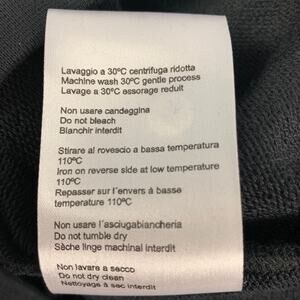 Lavaggio a 30ºC centrifuga ridotta
Machine wash 30ºC gentle process
Lavage a 30ºC essorage reduit
Non usare candeggina
Do not bleach
Blanchir interdit
Stirare al rovescio a bassa temperatura
110ºC
Iron on reverse side at low temperature
110ºC
Repasser sur l'envers à basse
temperature 110ºC
Non usare l'asciugabiancheria
Do not tumble dry
Sèche linge machinal interdit
Non lavare a secco
Do not dry clean
Nettoyage à sec interdit